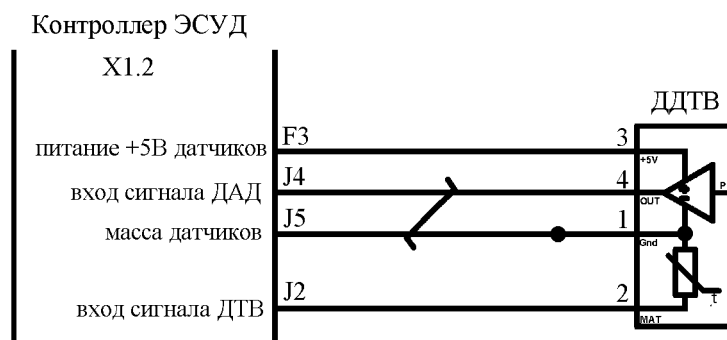 Контроллер ЭСУД
X1.2
ДДТВ
питание +5В датчиков F3 3
+5V
вход сигнала ДАД J4 4
OUT
P
масса датчиков J5 1
Gnd
вход сигнала ДТВ J2 2
MAT
t